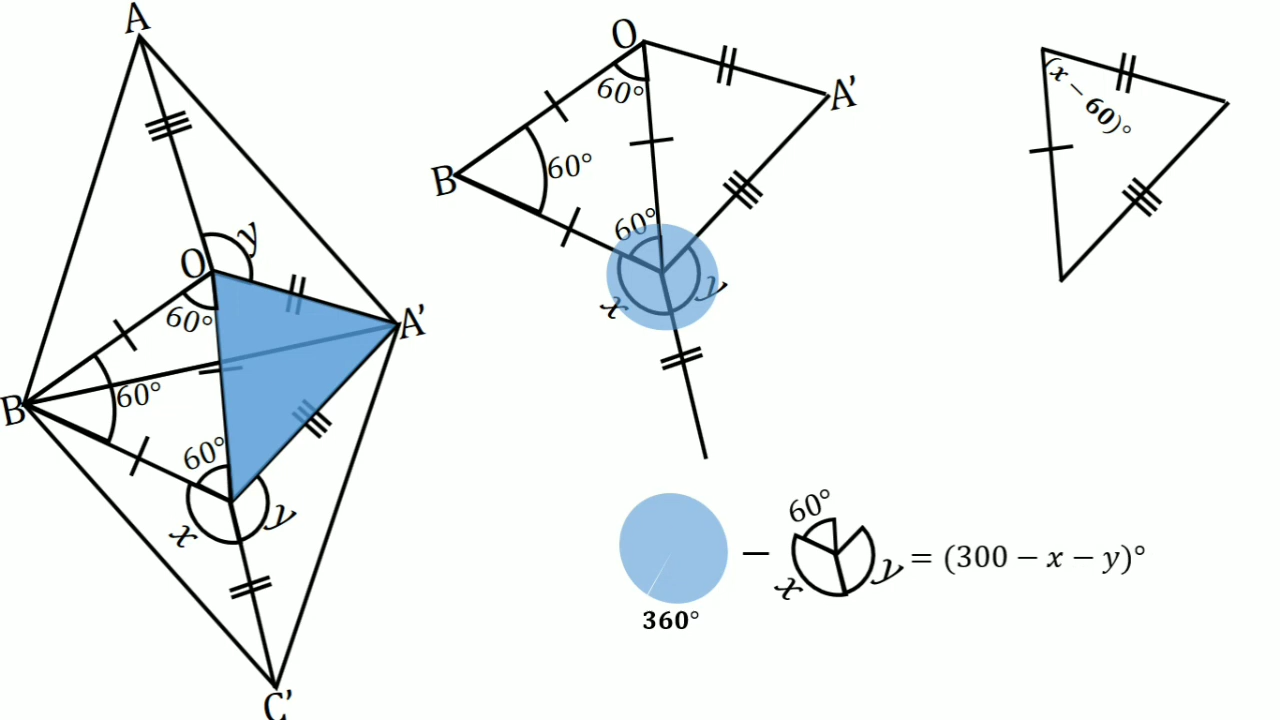 A
O
y
60°
B
60°
60°
x
y
A'
C'
O
60°
A'
B
60°
60°
x
y
(x − 60)°
360°
−
60°
x
y
= (300 − x − y)°